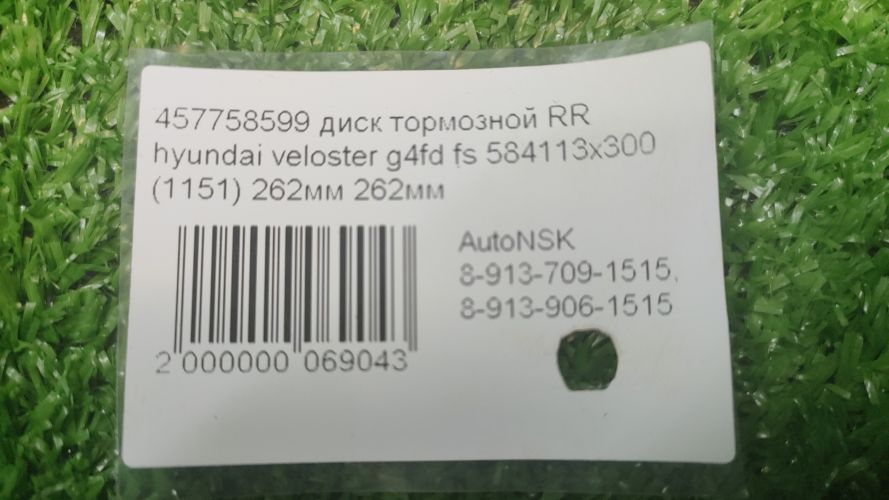 457758599 диск тормозной RR
hyundai veloster g4fd fs 584113x300
(1151) 262мм 262мм
AutoNSK
8-913-709-1515,
8-913-906-1515
2 000000 069043